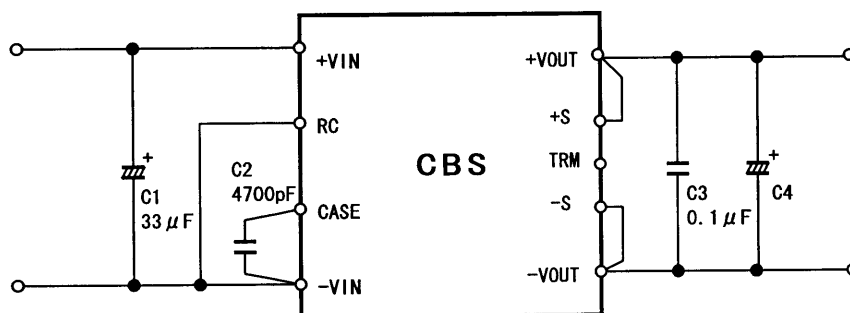 +VIN
+VOUT
RC
+S
C2
4700pF
CBS
TRM
+
C1
33μF
CASE
-S
C3
0.1μF
+
C4
-VIN
-VOUT